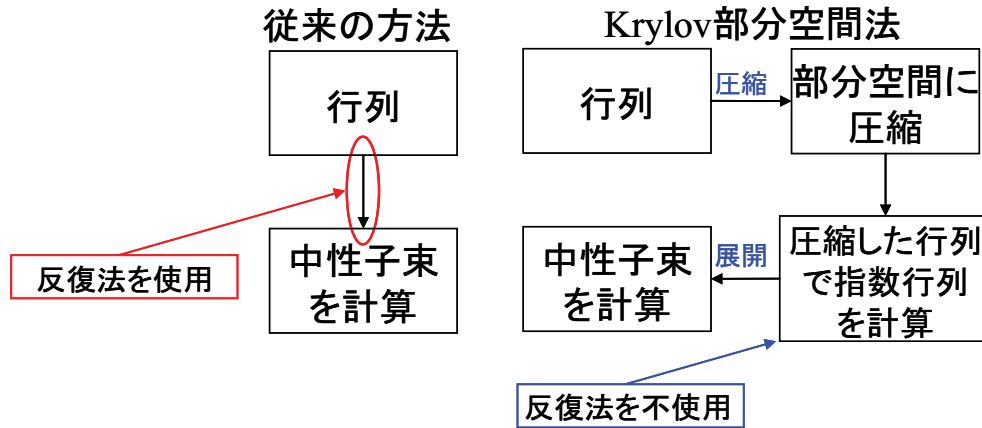 従来の方法
行列
中性子束
を計算
反復法を使用
Krylov部分空間法
行列
圧縮
部分空間に
圧縮
圧縮した行列
で指数行列
を計算
展開
中性子束
を計算
反復法を不使用